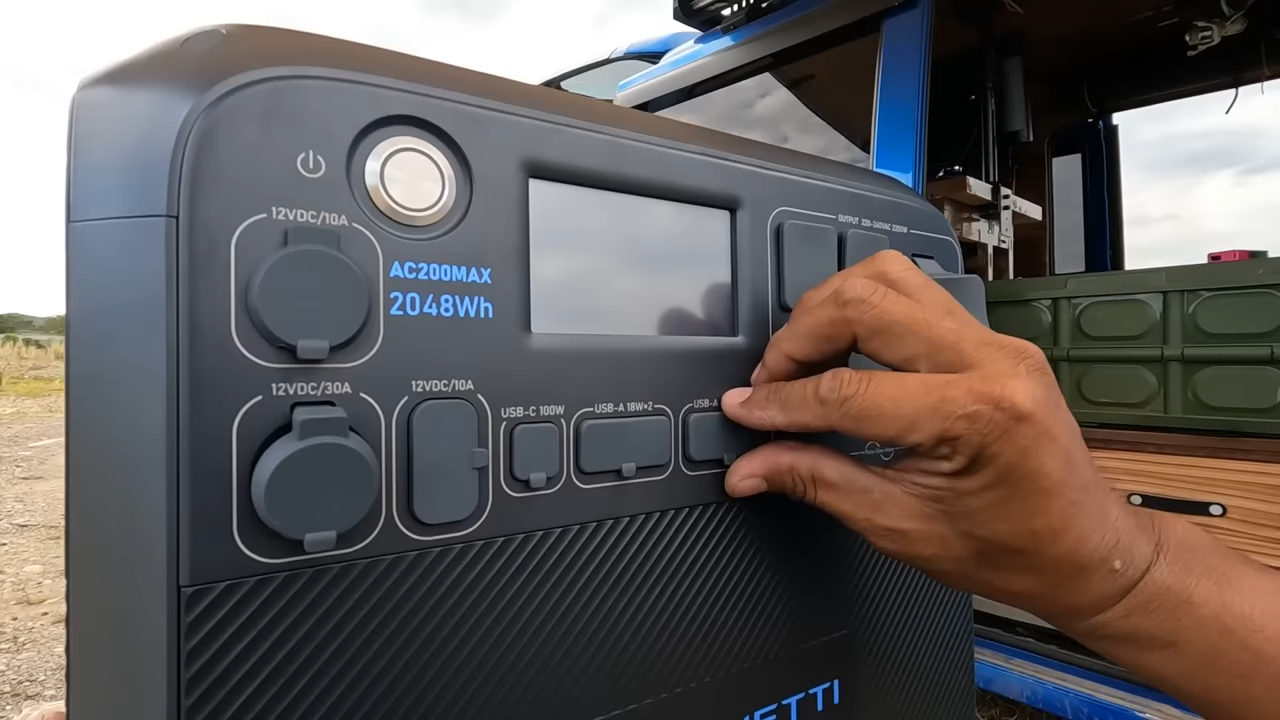 12VDC/10A
OUTPUT 220-240VAC 2200W
AC200MAX
2048Wh
12VDC/30A
12VDC/10A
USB-C 100W
USB-A 18W×2
USB-A
ETTI